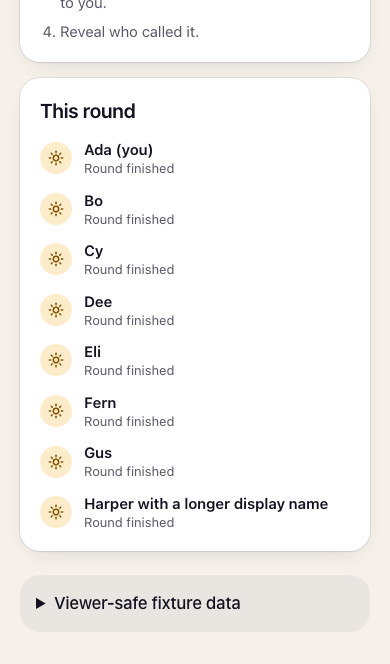 to you.
4. Reveal who called it.
This round
Ada (you)
Round finished
Bo
Round finished
Cy
Round finished
Dee
Round finished
Eli
Round finished
Fern
Round finished
Gus
Round finished
Harper with a longer display name
Round finished
Viewer-safe fixture data